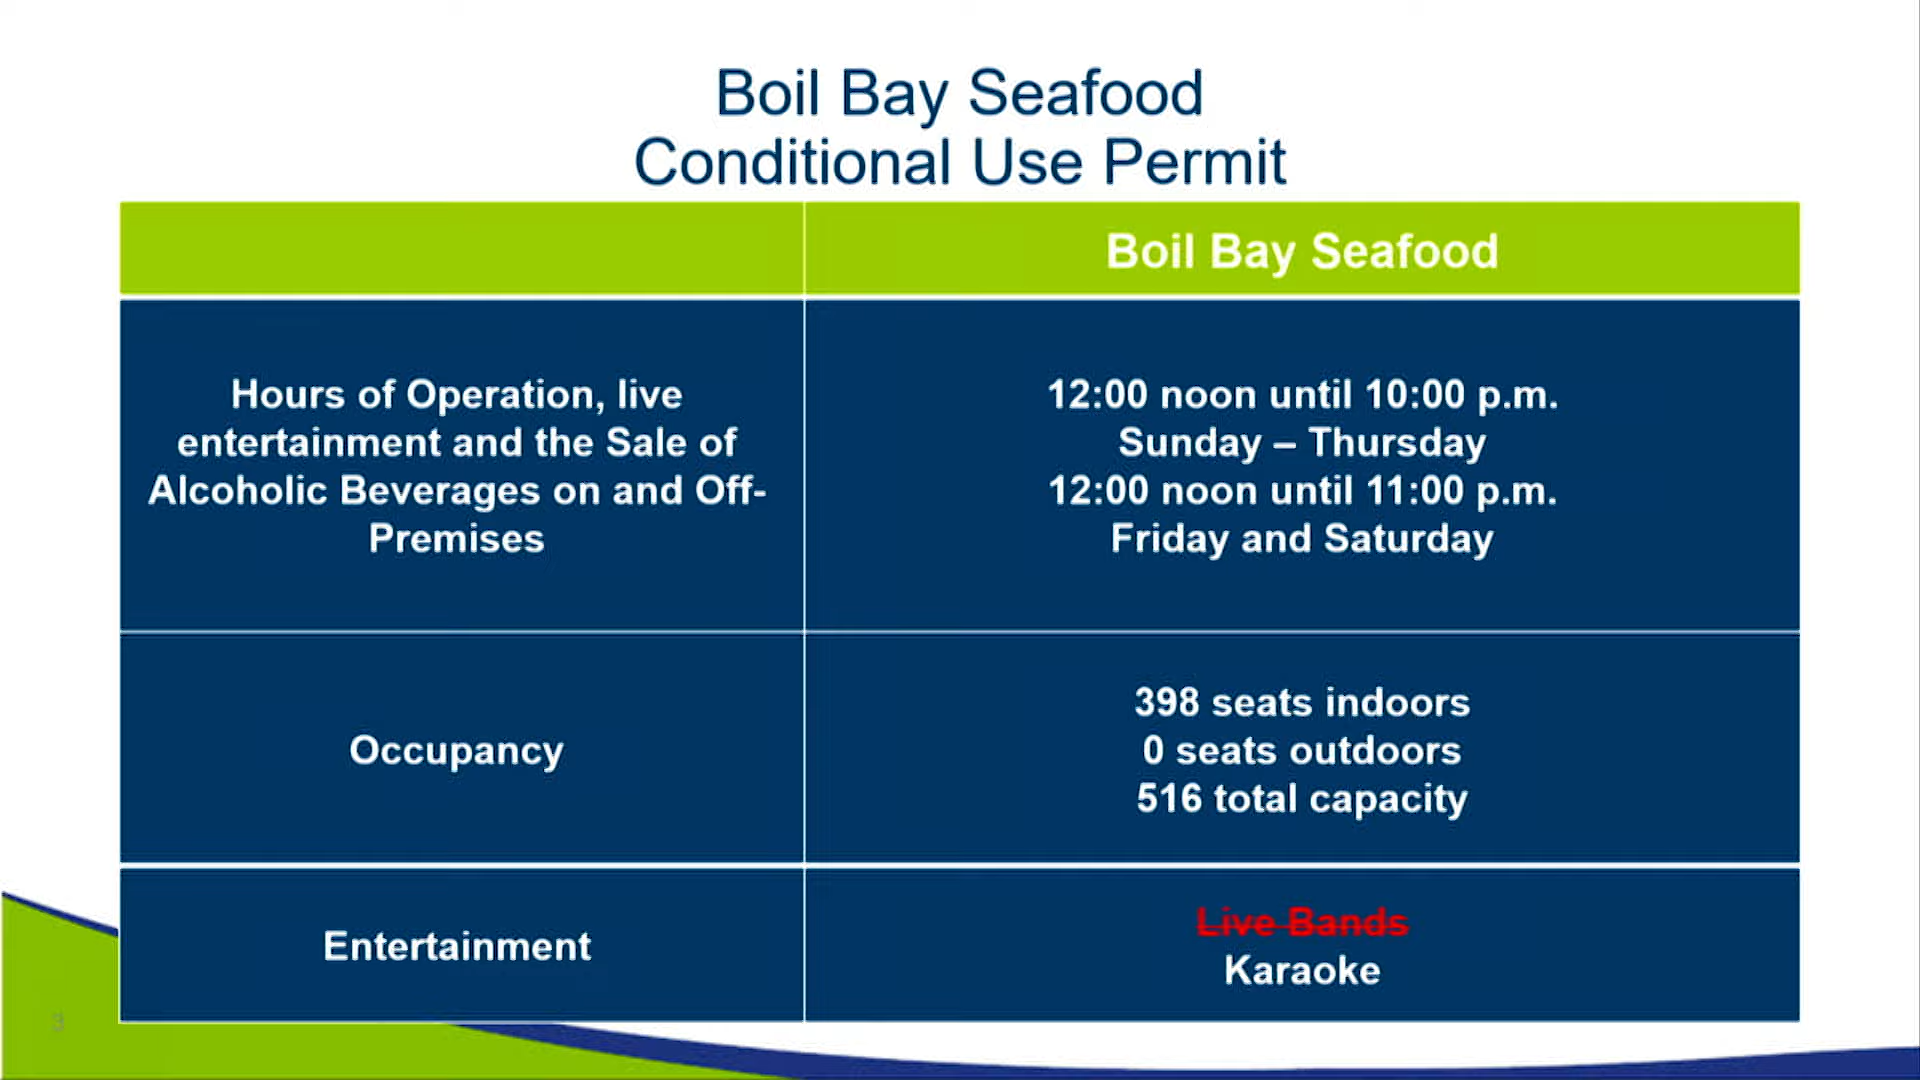 Boil Bay Seafood
Conditional Use Permit
Boil Bay Seafood
Hours of Operation, live
entertainment and the Sale of
Alcoholic Beverages on and Off-
Premises
12:00 noon until 10:00 p.m.
Sunday – Thursday
12:00 noon until 11:00 p.m.
Friday and Saturday
Occupancy
398 seats indoors
0 seats outdoors
516 total capacity
Entertainment
Live Bands
Karaoke
3